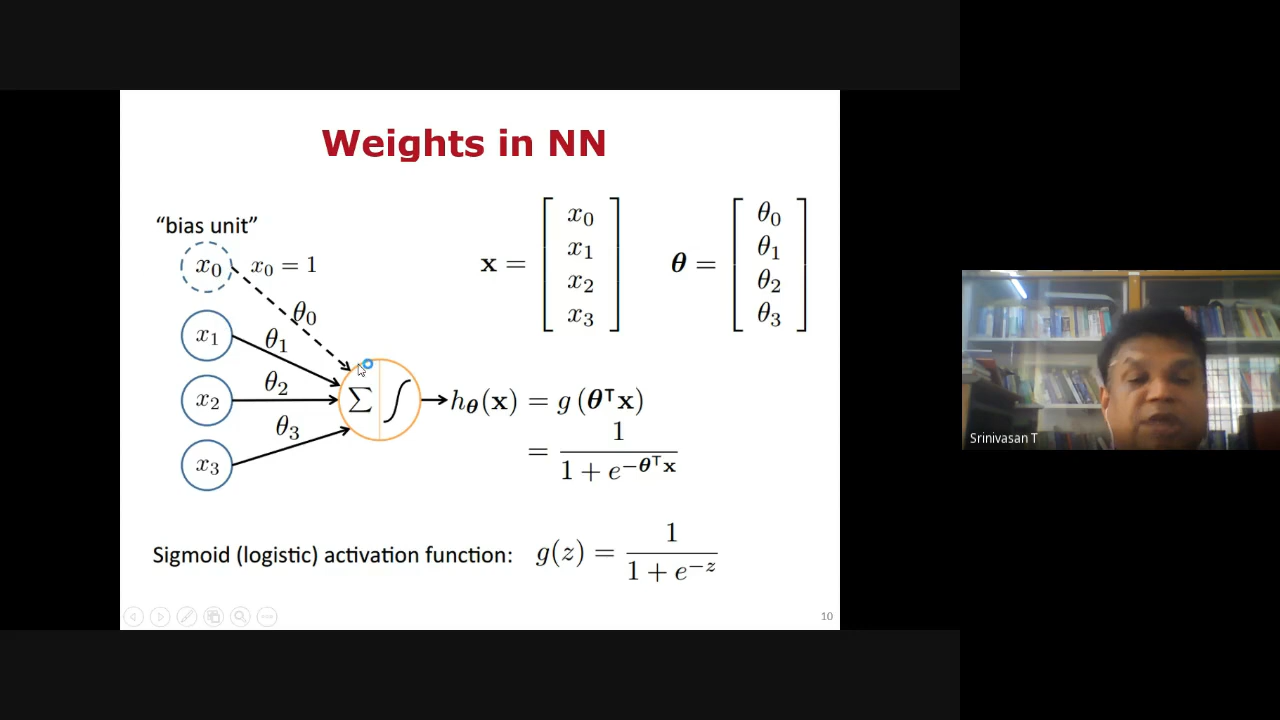 Weights in NN
“bias unit”
x₀
x₀ = 1
θ₀
x₁
θ₁
x₂
θ₂
x₃
θ₃
∑ ∫
x = [ x₀ x₁ x₂ x₃ ]
θ = [ θ₀ θ₁ θ₂ θ₃ ]
h_θ(x) = g (θᵀx)
= 1 / (1 + e^(−θᵀx))
Sigmoid (logistic) activation function: g(z) = 1 / (1 + e^(−z))
10
Srinivasan T